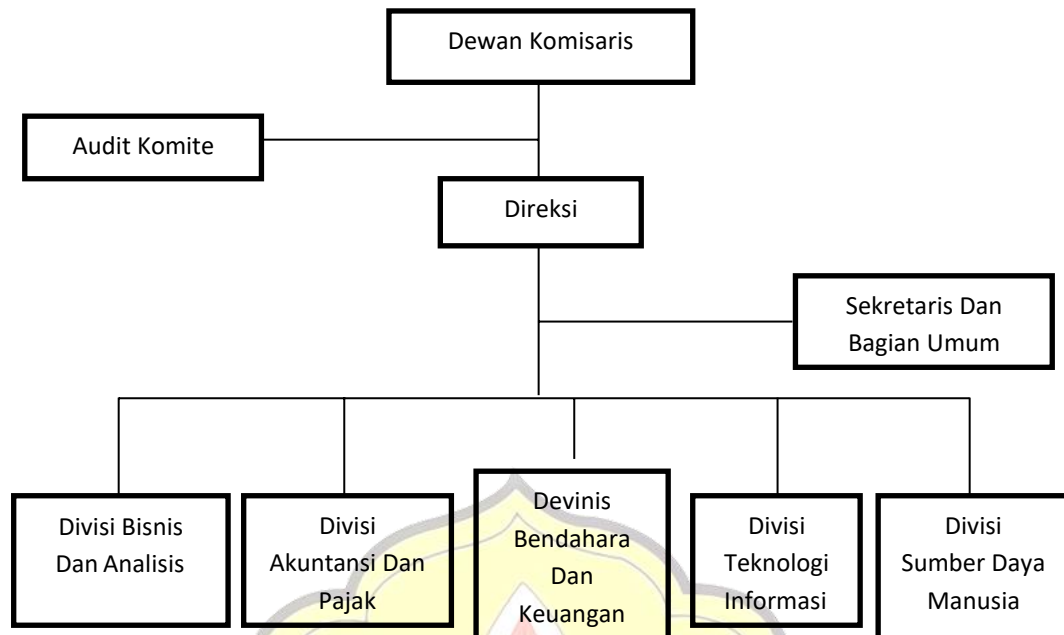 Dewan Komisaris
Audit Komite
Direksi
Sekretaris Dan
Bagian Umum
Divisi Bisnis
Dan Analisis
Divisi
Akuntansi Dan
Pajak
Devinis
Bendahara
Dan
Keuangan
Divisi
Teknologi
Informasi
Divisi
Sumber Daya
Manusia